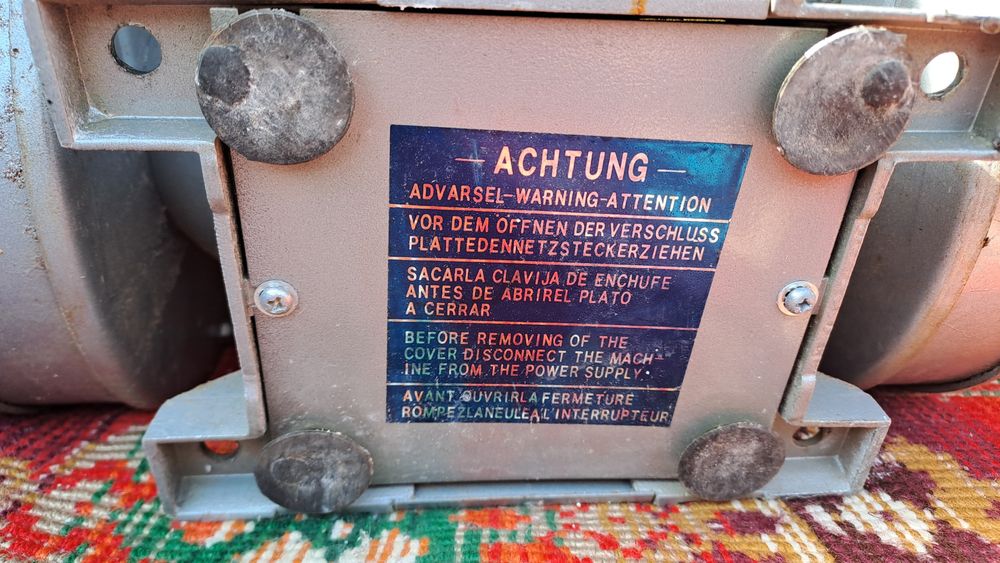 — ACHTUNG —
ADVARSEL-WARNING-ATTENTION
VOR DEM ÖFFNEN DER VERSCHLUSS
PLATTEDENNETZSTECKERZIEHEN
SACARLA CLAVIJA DE ENCHUFE
ANTES DE ABRIREL PLATO
A CERRAR
BEFORE REMOVING OF THE
COVER DISCONNECT THE MACH-
INE FROM THE POWER SUPPLY.
AVANT OUVRIRLA FERMETURE
ROMPEZLANEULEAL'INTERRUPTEUR